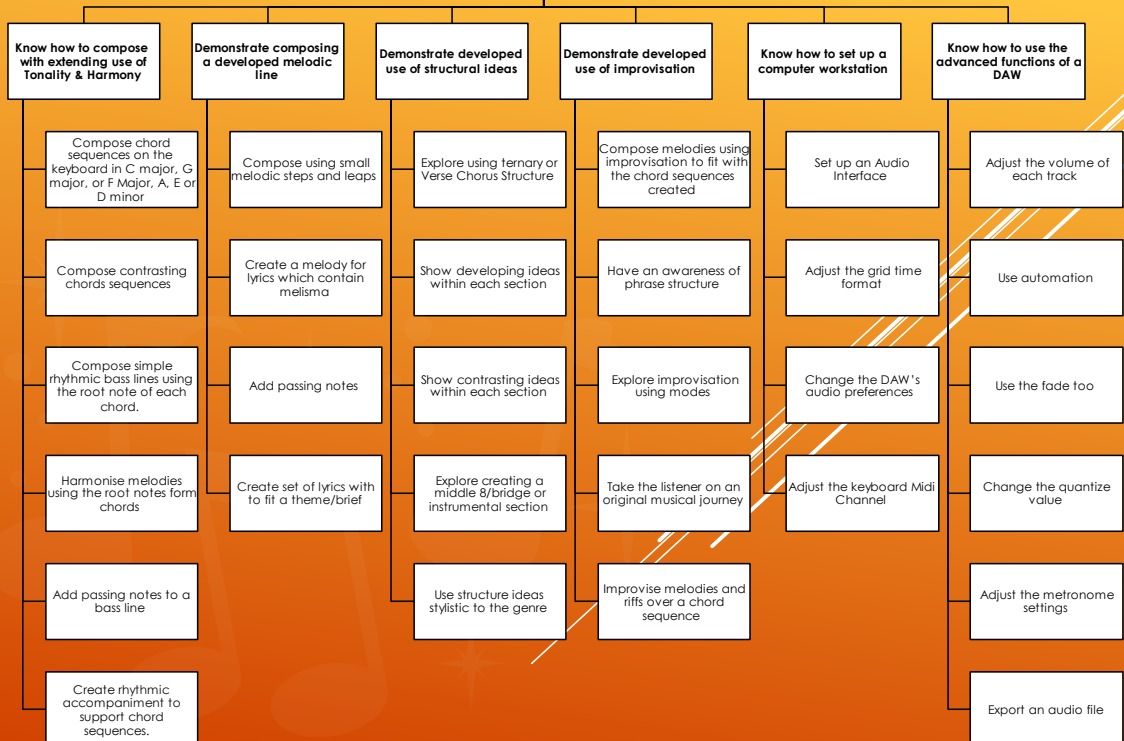 Know how to compose
with extending use of
Tonality & Harmony
Compose chord
sequences on the
keyboard in C major, G
major, or F Major, A, E or
D minor
Compose contrasting
chords sequences
Compose simple
rhythmic bass lines using
the root note of each
chord.
Harmonise melodies
using the root notes form
chords
Add passing notes to a
bass line
Create rhythmic
accompaniment to
support chord
sequences.
Demonstrate composing
a developed melodic
line
Compose using small
melodic steps and leaps
Create a melody for
lyrics which contain
melisma
Add passing notes
Create set of lyrics with
to fit a theme/brief
Demonstrate developed
use of structural ideas
Explore using ternary or
Verse Chorus Structure
Show developing ideas
within each section
Show contrasting ideas
within each section
Explore creating a
middle 8/bridge or
instrumental section
Use structure ideas
stylistic to the genre
Demonstrate developed
use of improvisation
Compose melodies using
improvisation to fit with
the chord sequences
created
Have an awareness of
phrase structure
Explore improvisation
using modes
Take the listener on an
original musical journey
Improvise melodies and
riffs over a chord
sequence
Know how to set up a
computer workstation
Set up an Audio
Interface
Adjust the grid time
format
Change the DAW's
audio preferences
Adjust the keyboard Midi
Channel
Know how to use the
advanced functions of a
DAW
Adjust the volume of
each track
Use automation
Use the fade too
Change the quantize
value
Adjust the metronome
settings
Export an audio file